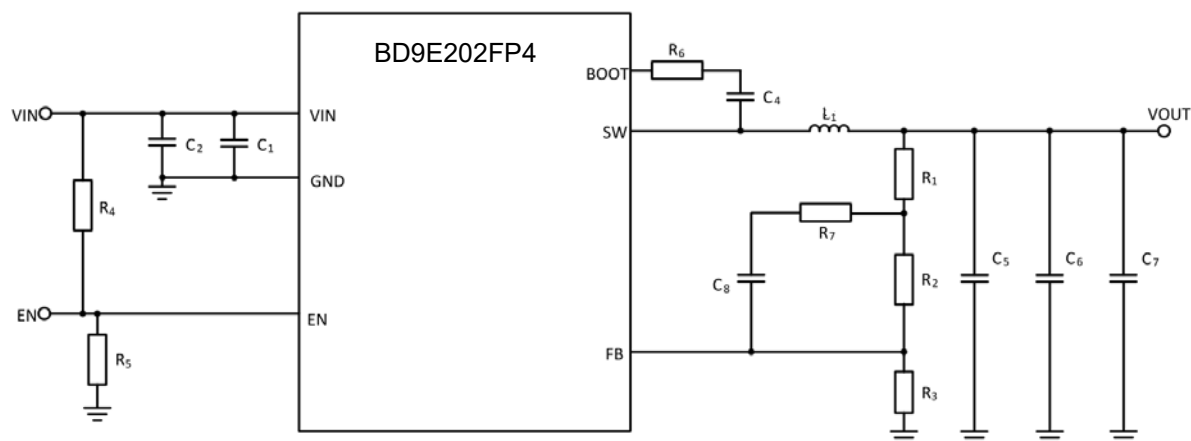 BD9E202FP4
BOOT
R6
C4
VIN
VIN
C2
C1
SW
L1
VOUT
GND
R1
R4
R7
C8
R2
C5
C6
C7
EN
EN
R5
FB
R3